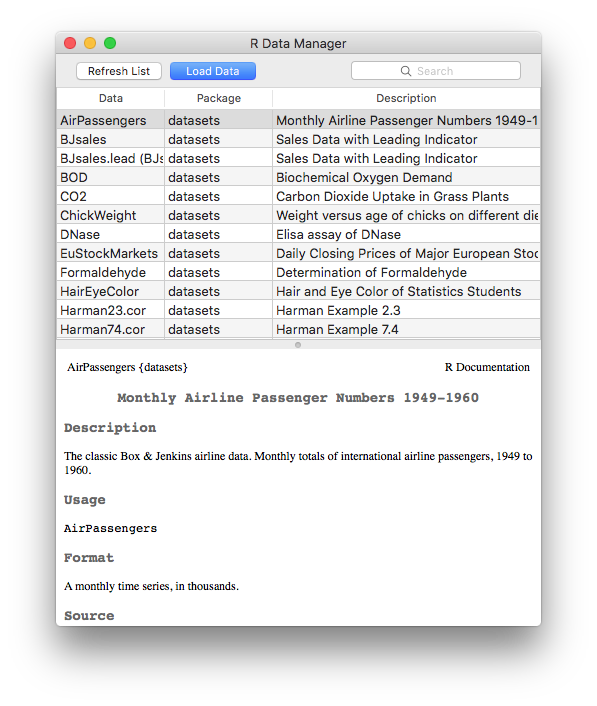 R Data Manager
Refresh List Load Data Search
Data Package Description
AirPassengers datasets Monthly Airline Passenger Numbers 1949-1
BJsales datasets Sales Data with Leading Indicator
BJsales.lead (BJs datasets Sales Data with Leading Indicator
BOD datasets Biochemical Oxygen Demand
CO2 datasets Carbon Dioxide Uptake in Grass Plants
ChickWeight datasets Weight versus age of chicks on different die
DNase datasets Elisa assay of DNase
EuStockMarkets datasets Daily Closing Prices of Major European Stoc
Formaldehyde datasets Determination of Formaldehyde
HairEyeColor datasets Hair and Eye Color of Statistics Students
Harman23.cor datasets Harman Example 2.3
Harman74.cor datasets Harman Example 7.4
AirPassengers {datasets} R Documentation
Monthly Airline Passenger Numbers 1949-1960
Description
The classic Box & Jenkins airline data. Monthly totals of international airline passengers, 1949 to
1960.
Usage
AirPassengers
Format
A monthly time series, in thousands.
Source